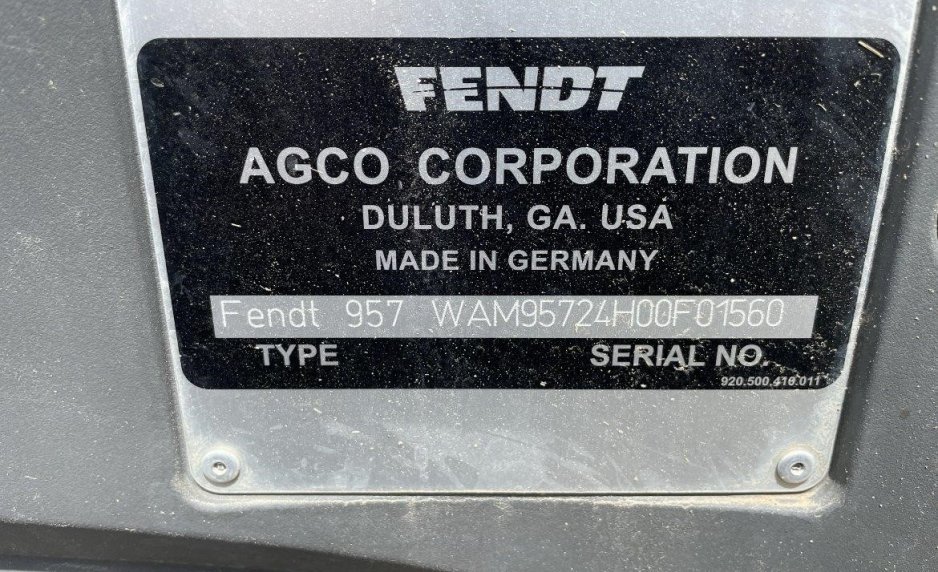 FENDT
AGCO CORPORATION
DULUTH, GA. USA
MADE IN GERMANY
Fendt 957 WAM95724H00F01560
TYPE SERIAL NO.
920.500.410.011